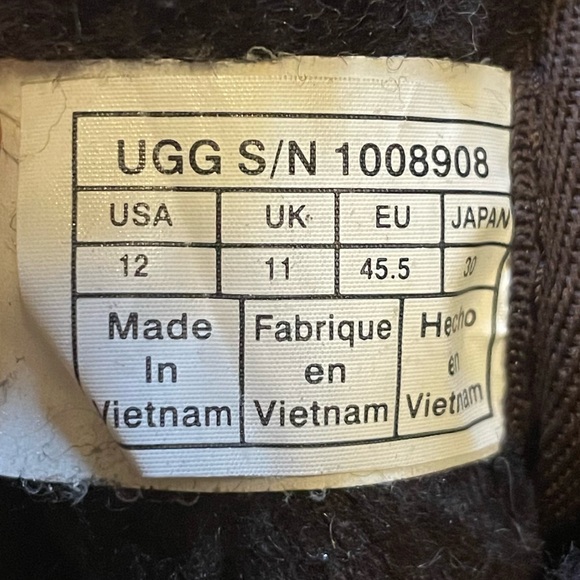 UGG S/N 1008908
USA UK EU JAPAN
12 11 45.5 30
Made Fabrique Hecho
In en en
Vietnam Vietnam Vietnam